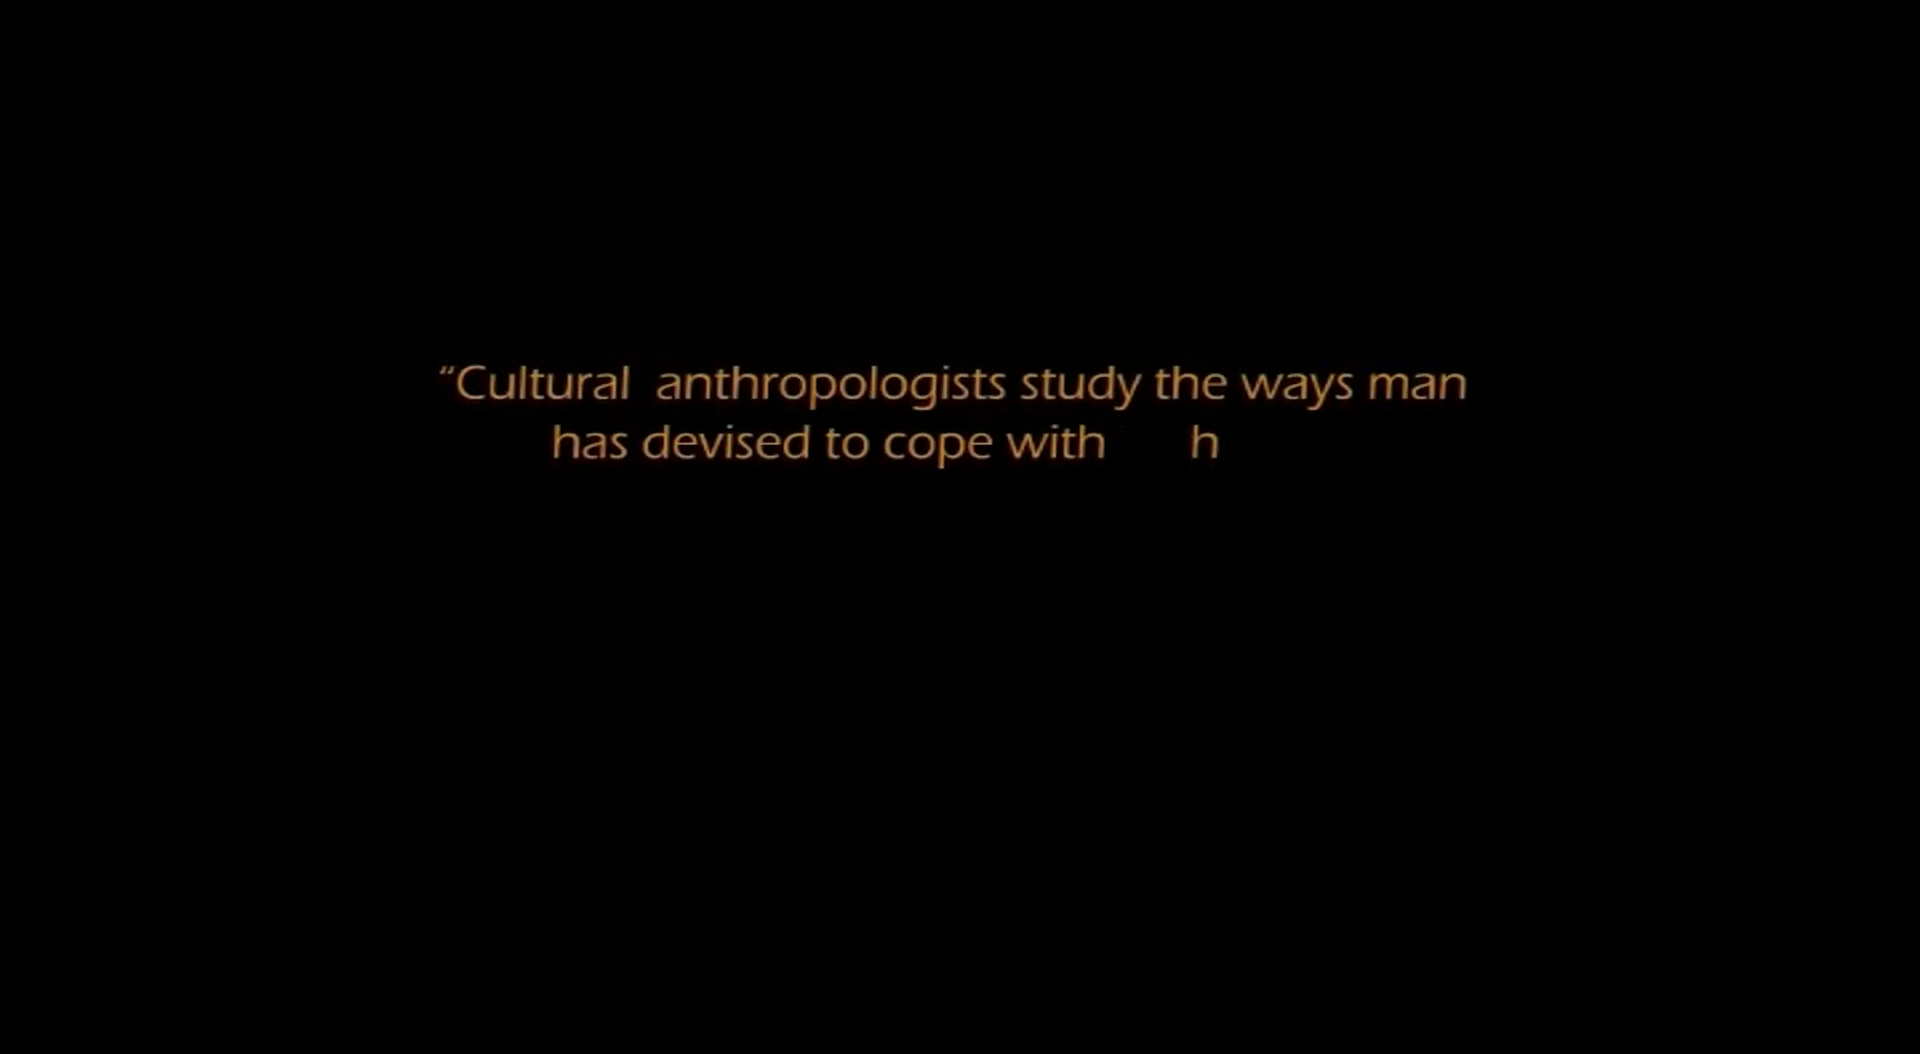 “Cultural anthropologists study the ways man
has devised to cope with h